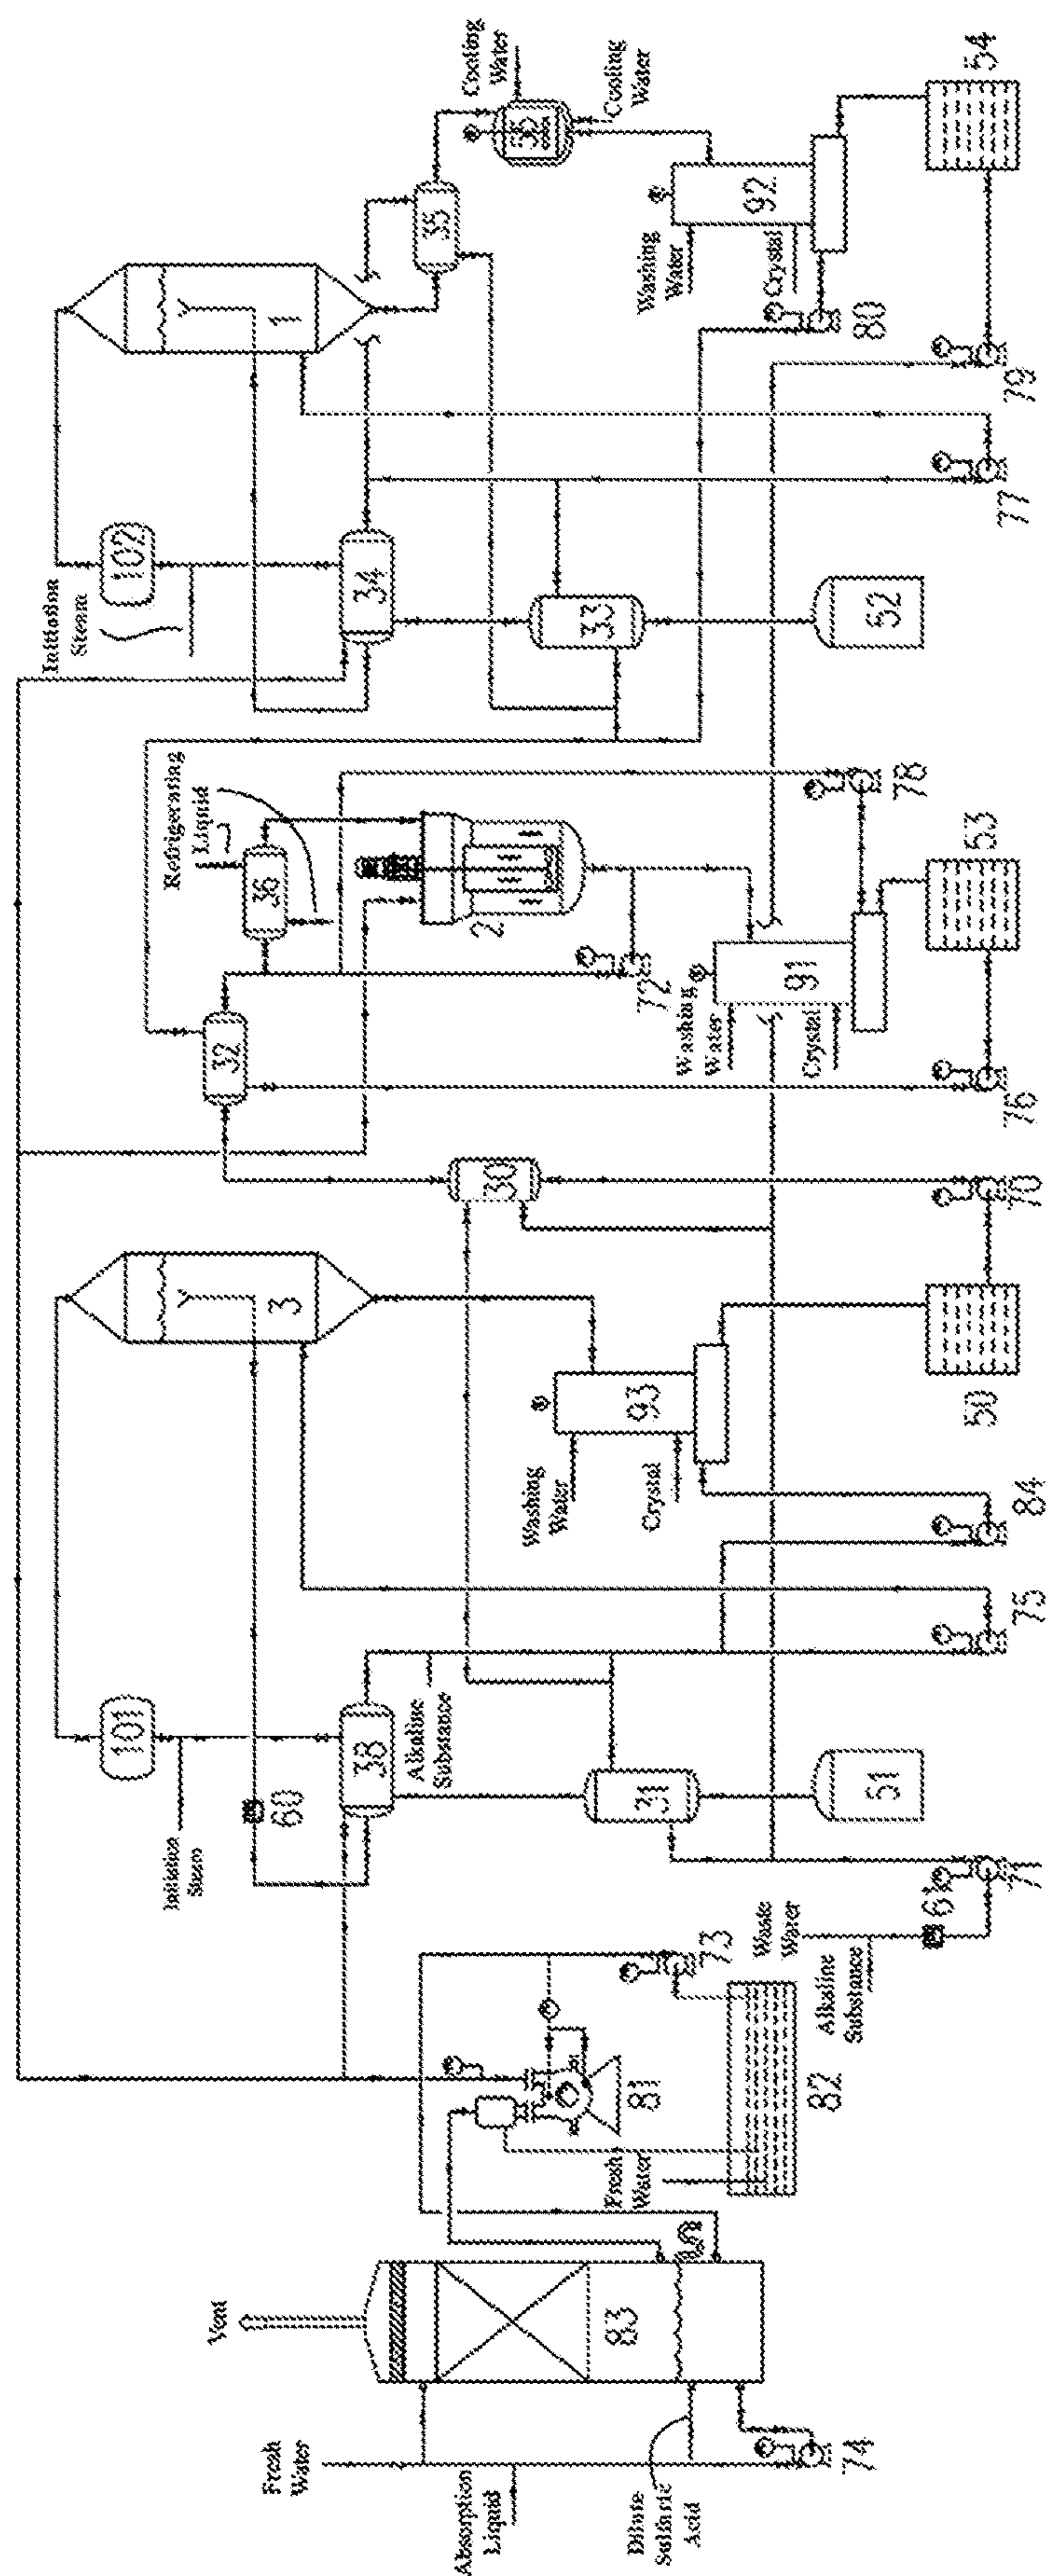 Vent
Fresh
Water
Absorption
Liquid
Dilute
Sulfuric
Acid
74
83
Fresh
Water
81
82
73
Waste
Water
Alkaline
Substance
61
71
Initiation
Steam
101
60
38
Alkaline
Substance
31
51
75
84
3
93
Washing
Water
Crystal
50
30
70
32
76
Refrigerating
Liquid
36
2
72
91
Washing
Water
Crystal
53
78
Initiation
Steam
102
34
33
52
1
77
35
Cooling
Water
Cooling
Water
92
Washing
Water
Crystal
80
79
54